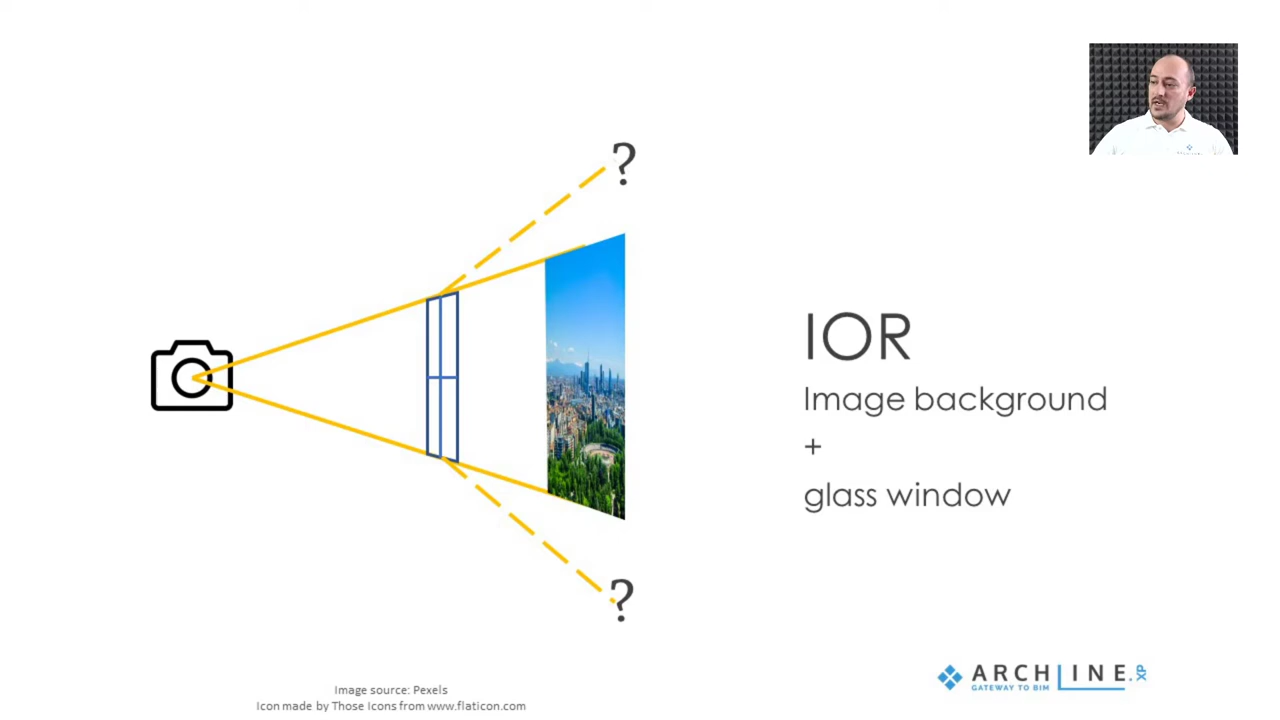 ?
IOR
Image background
+
glass window
?
ARCHLINE.XP
GATEWAY TO BIM
Image source: Pexels
Icon made by Those Icons from www.flaticon.com